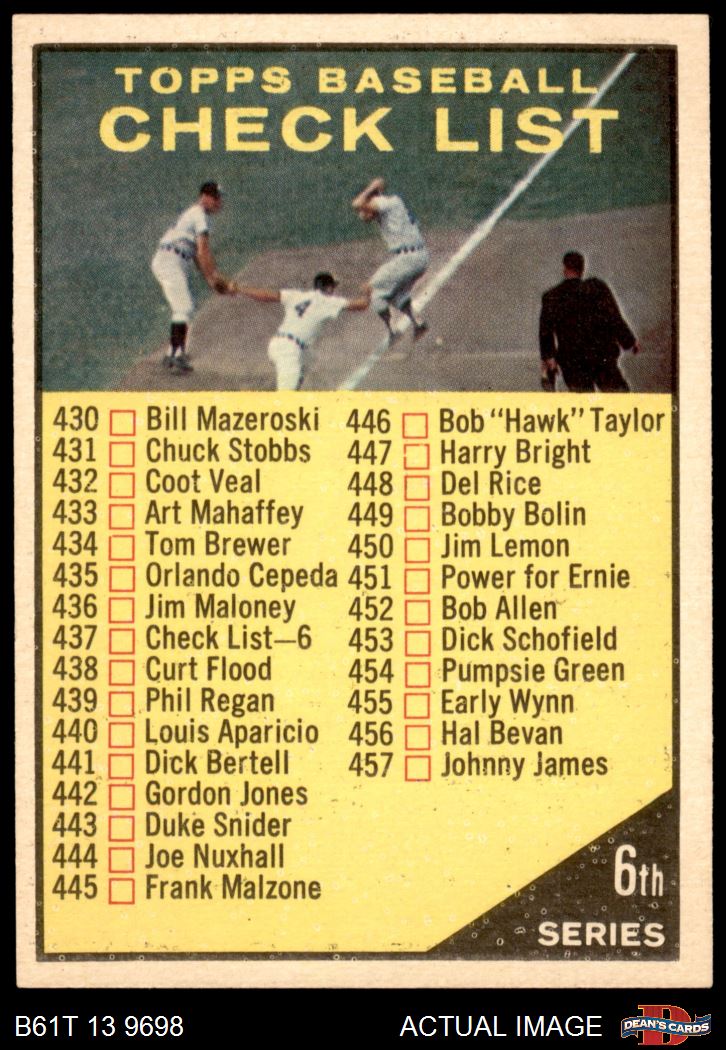 TOPPS BASEBALL
CHECK LIST
4
430 Bill Mazeroski
431 Chuck Stobbs
432 Coot Veal
433 Art Mahaffey
434 Tom Brewer
435 Orlando Cepeda
436 Jim Maloney
437 Check List—6
438 Curt Flood
439 Phil Regan
440 Louis Aparicio
441 Dick Bertell
442 Gordon Jones
443 Duke Snider
444 Joe Nuxhall
445 Frank Malzone
446 Bob "Hawk" Taylor
447 Harry Bright
448 Del Rice
449 Bobby Bolin
450 Jim Lemon
451 Power for Ernie
452 Bob Allen
453 Dick Schofield
454 Pumpsie Green
455 Early Wynn
456 Hal Bevan
457 Johnny James
6th
SERIES
B61T 13 9698
ACTUAL IMAGE
D
DEAN'S CARDS